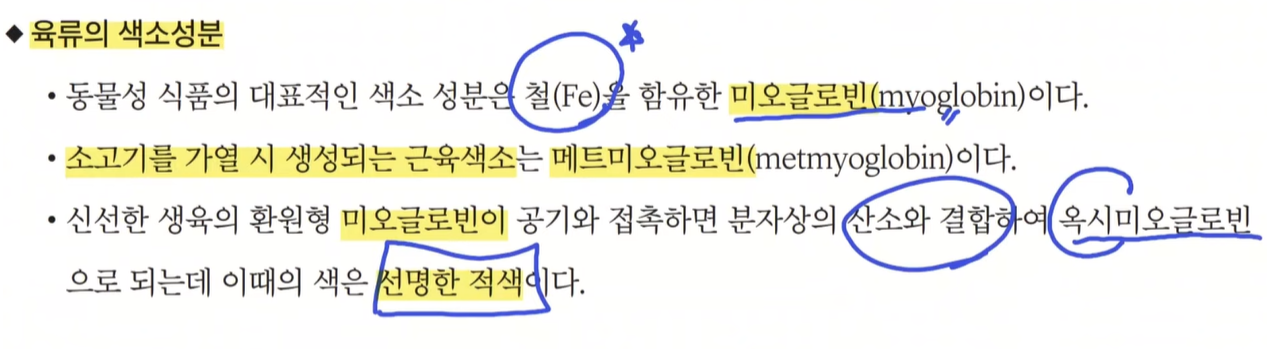 ◆ 육류의 색소성분
• 동물성 식품의 대표적인 색소 성분은 철(Fe)을 함유한 미오글로빈(myoglobin)이다.
• 소고기를 가열 시 생성되는 근육색소는 메트미오글로빈(metmyoglobin)이다.
• 신선한 생육의 환원형 미오글로빈이 공기와 접촉하면 분자상의 산소와 결합하여 옥시미오글로빈
으로 되는데 이때의 색은 선명한 적색이다.